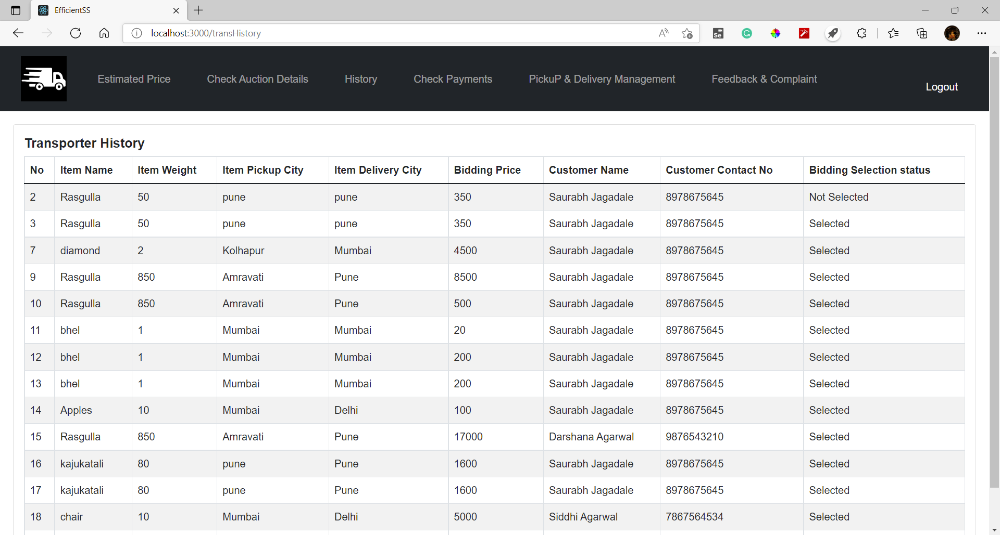 EfficientSS
localhost:3000/transHistory
Estimated Price Check Auction Details History Check Payments PickuP & Delivery Management Feedback & Complaint Logout
Transporter History
No Item Name Item Weight Item Pickup City Item Delivery City Bidding Price Customer Name Customer Contact No Bidding Selection status
2 Rasgulla 50 pune pune 350 Saurabh Jagadale 8978675645 Not Selected
3 Rasgulla 50 pune pune 350 Saurabh Jagadale 8978675645 Selected
7 diamond 2 Kolhapur Mumbai 4500 Saurabh Jagadale 8978675645 Selected
9 Rasgulla 850 Amravati Pune 8500 Saurabh Jagadale 8978675645 Selected
10 Rasgulla 850 Amravati Pune 500 Saurabh Jagadale 8978675645 Selected
11 bhel 1 Mumbai Mumbai 20 Saurabh Jagadale 8978675645 Selected
12 bhel 1 Mumbai Mumbai 200 Saurabh Jagadale 8978675645 Selected
13 bhel 1 Mumbai Mumbai 200 Saurabh Jagadale 8978675645 Selected
14 Apples 10 Mumbai Delhi 100 Saurabh Jagadale 8978675645 Selected
15 Rasgulla 850 Amravati Pune 17000 Darshana Agarwal 9876543210 Selected
16 kajukatali 80 pune Pune 1600 Saurabh Jagadale 8978675645 Selected
17 kajukatali 80 pune Pune 1600 Saurabh Jagadale 8978675645 Selected
18 chair 10 Mumbai Delhi 5000 Siddhi Agarwal 7867564534 Selected